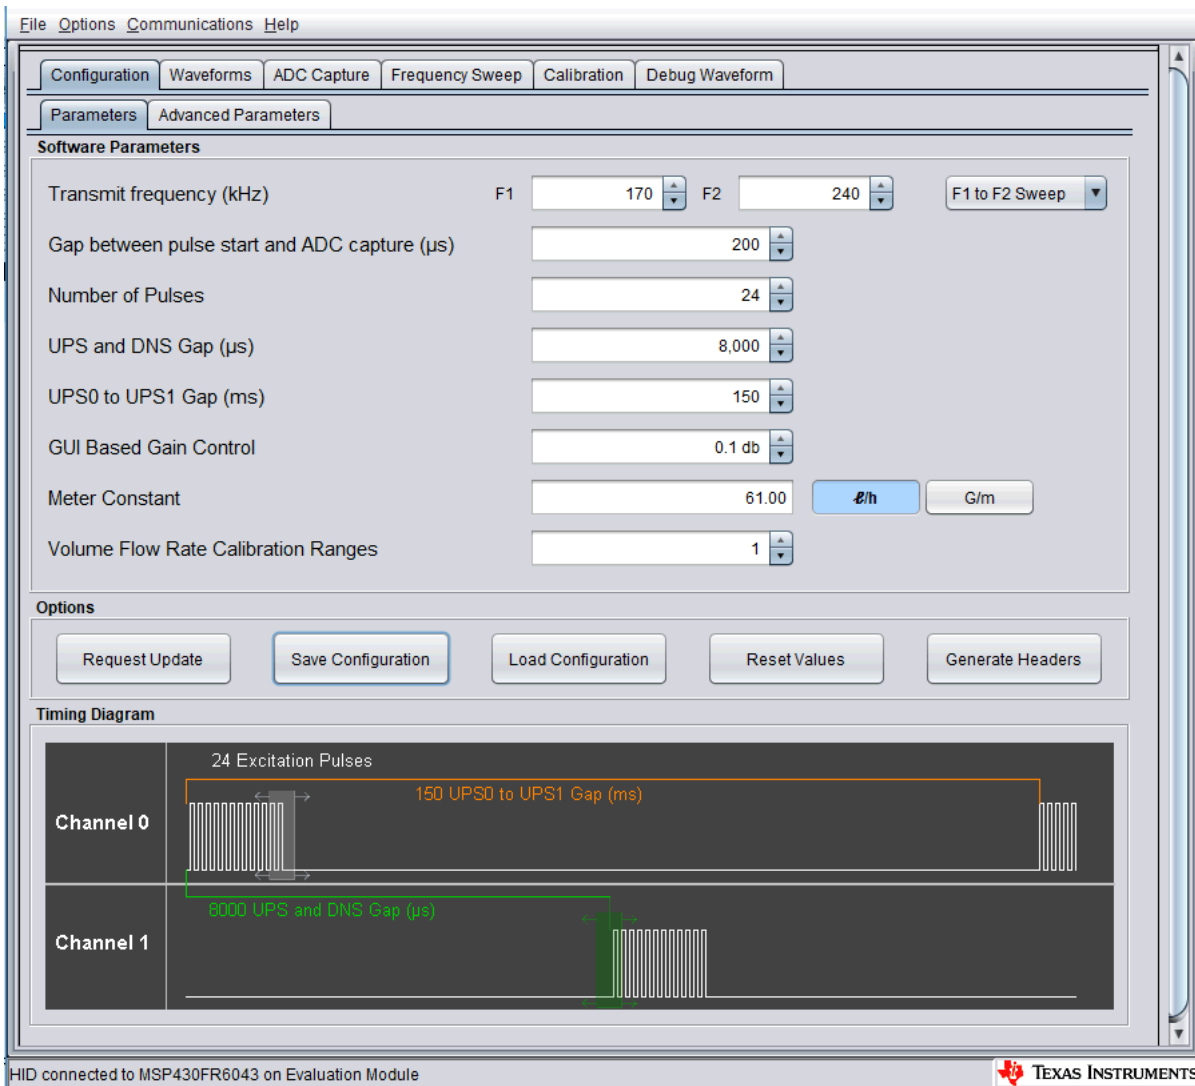 File Options Communications Help
Configuration Waveforms ADC Capture Frequency Sweep Calibration Debug Waveform
Parameters Advanced Parameters
Software Parameters
Transmit frequency (kHz) F1 170 F2 240 F1 to F2 Sweep
Gap between pulse start and ADC capture (µs) 200
Number of Pulses 24
UPS and DNS Gap (µs) 8,000
UPS0 to UPS1 Gap (ms) 150
GUI Based Gain Control 0.1 db
Meter Constant 61.00 ℓ/h G/m
Volume Flow Rate Calibration Ranges 1
Options
Request Update Save Configuration Load Configuration Reset Values Generate Headers
Timing Diagram
24 Excitation Pulses
150 UPS0 to UPS1 Gap (ms)
Channel 0
8000 UPS and DNS Gap (µs)
Channel 1
HID connected to MSP430FR6043 on Evaluation Module TEXAS INSTRUMENTS